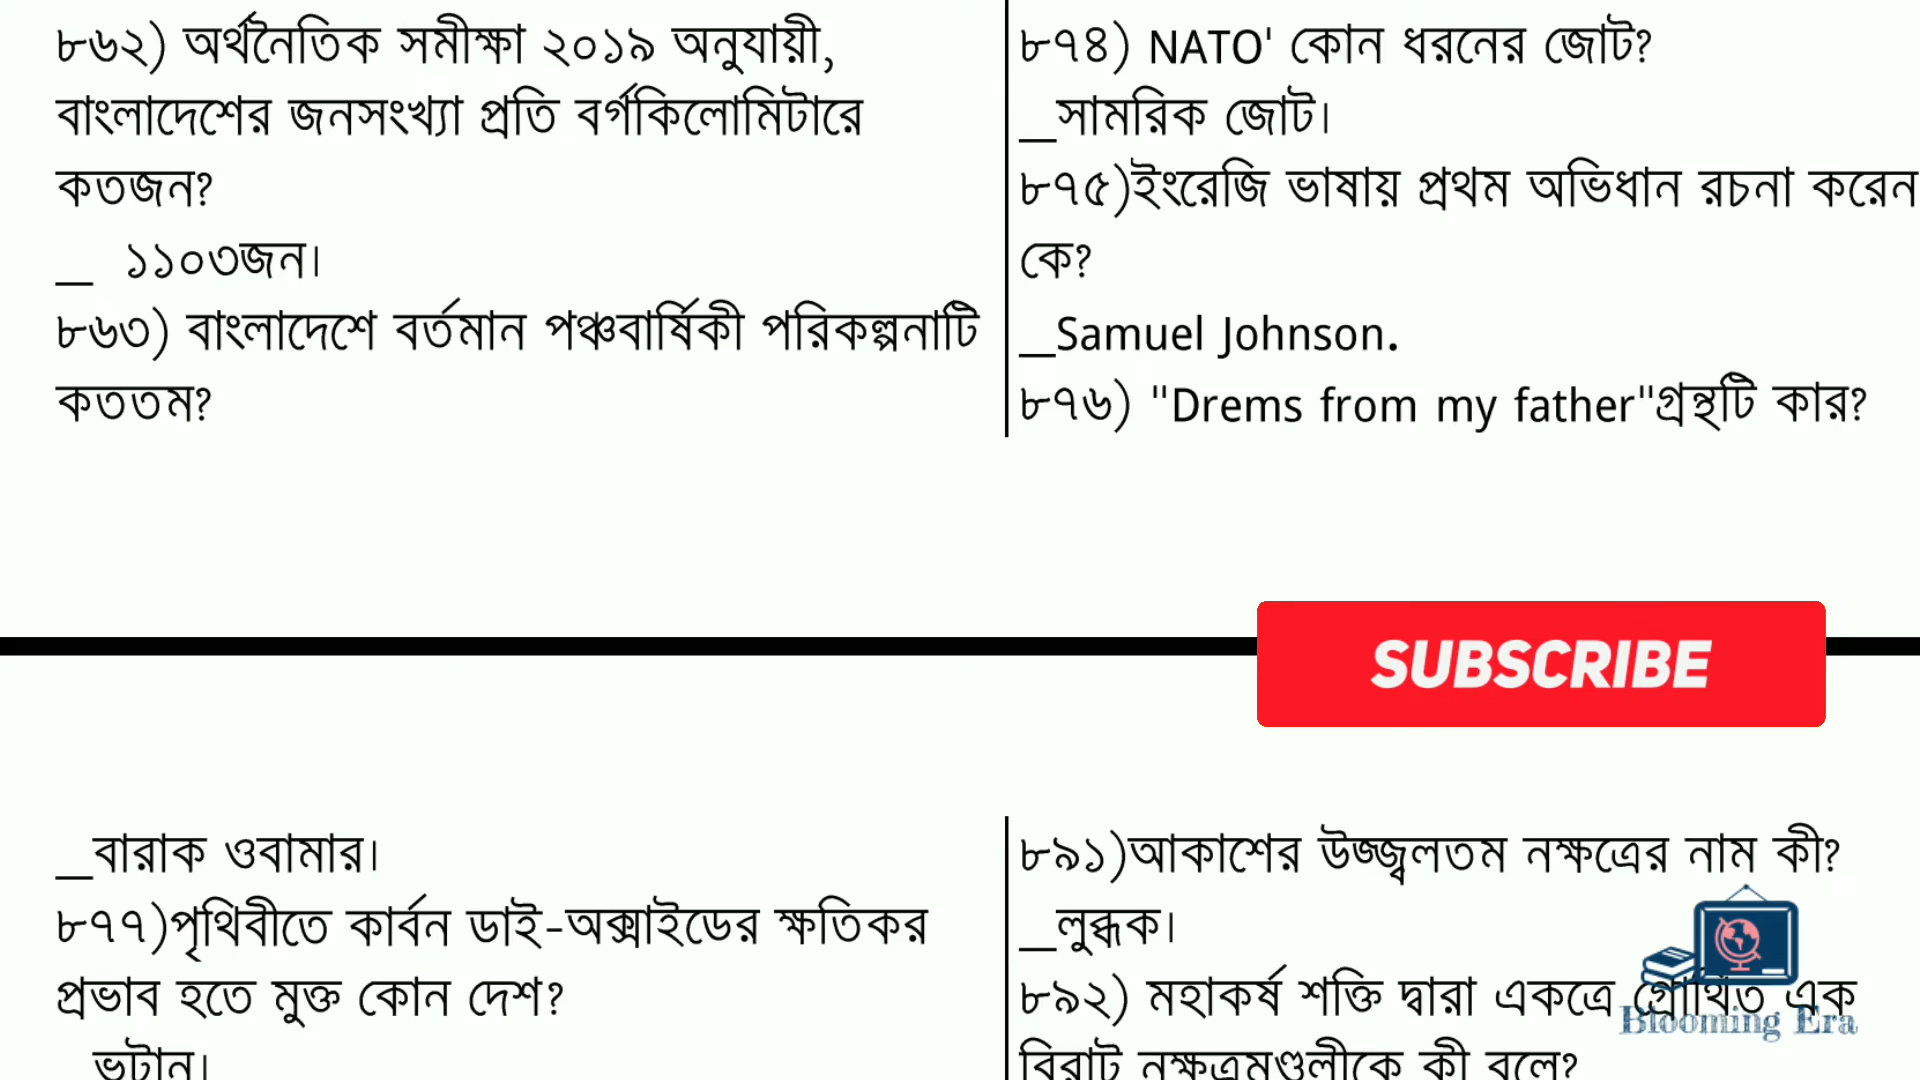 ৮৬২) অর্থনৈতিক সমীক্ষা ২০১৯ অনুযায়ী,
বাংলাদেশের জনসংখ্যা প্রতি বর্গকিলোমিটারে
কতজন?
_ ১১০৩জন।
৮৬৩) বাংলাদেশে বর্তমান পঞ্চবার্ষিকী পরিকল্পনাটি
কততম?
৮৭৪) NATO' কোন ধরনের জোট?
_সামরিক জোট।
৮৭৫)ইংরেজি ভাষায় প্রথম অভিধান রচনা করেন
কে?
_Samuel Johnson.
৮৭৬) "Drems from my father"গ্রন্থটি কার?
SUBSCRIBE
_বারাক ওবামার।
৮৭৭)পৃথিবীতে কার্বন ডাই-অক্সাইডের ক্ষতিকর
প্রভাব হতে মুক্ত কোন দেশ?
_ভুটান।
৮৯১)আকাশের উজ্জ্বলতম নক্ষত্রের নাম কী?
_লুব্ধক।
৮৯২) মহাকর্ষ শক্তি দ্বারা একত্রে গ্রোথিত এক
বিরাট নক্ষত্রমণ্ডলীকে কী বলে?
Blooming Era